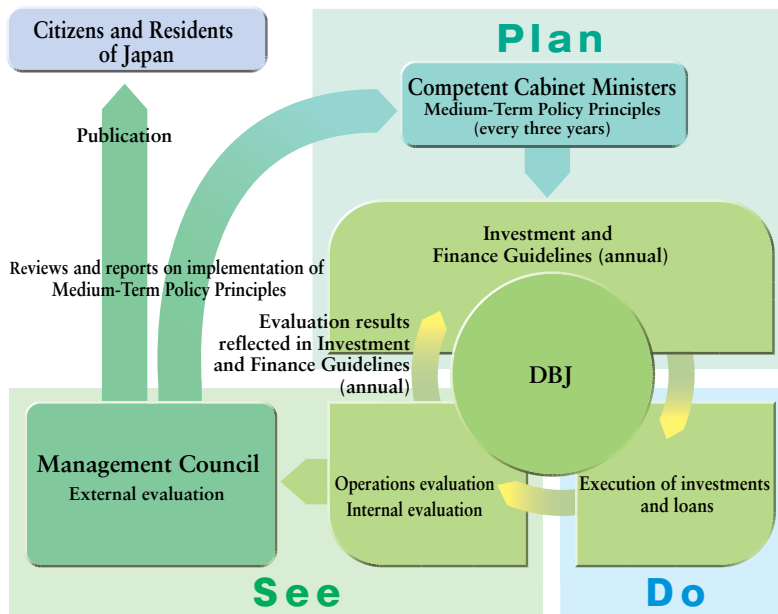 Citizens and Residents
of Japan
Plan
Competent Cabinet Ministers
Medium-Term Policy Principles
(every three years)
Publication
Investment and
Finance Guidelines (annual)
Reviews and reports on implementation of
Medium-Term Policy Principles
Evaluation results
reflected in Investment
and Finance Guidelines
(annual)
DBJ
Management Council
External evaluation
Operations evaluation
Internal evaluation
Execution of investments
and loans
See
Do